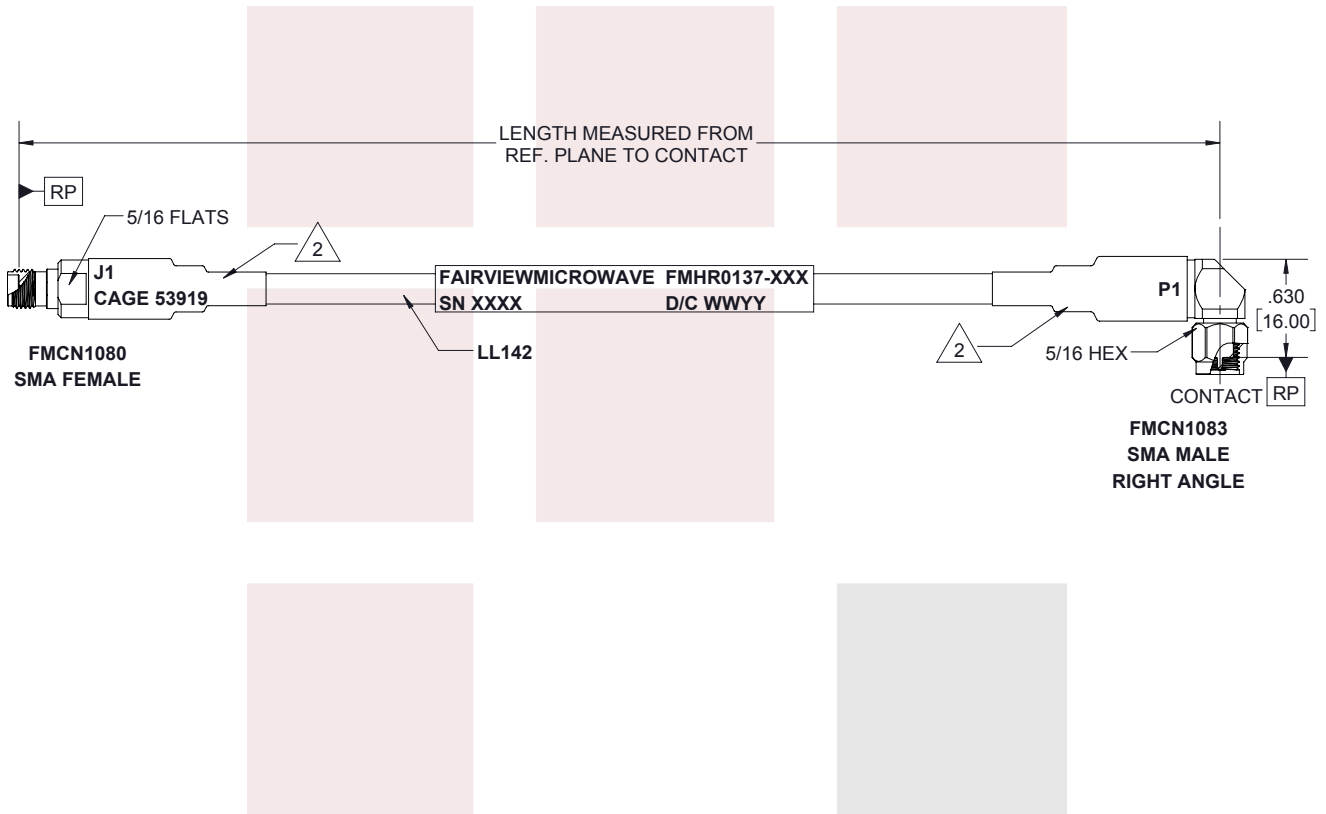 LENGTH MEASURED FROM
REF. PLANE TO CONTACT
RP
5/16 FLATS
2
J1
CAGE 53919
FAIRVIEWMICROWAVE FMHR0137-XXX
SN XXXX D/C WWYY
P1
.630
[16.00]
LL142
2
5/16 HEX
FMCN1080
SMA FEMALE
CONTACT
RP
FMCN1083
SMA MALE
RIGHT ANGLE